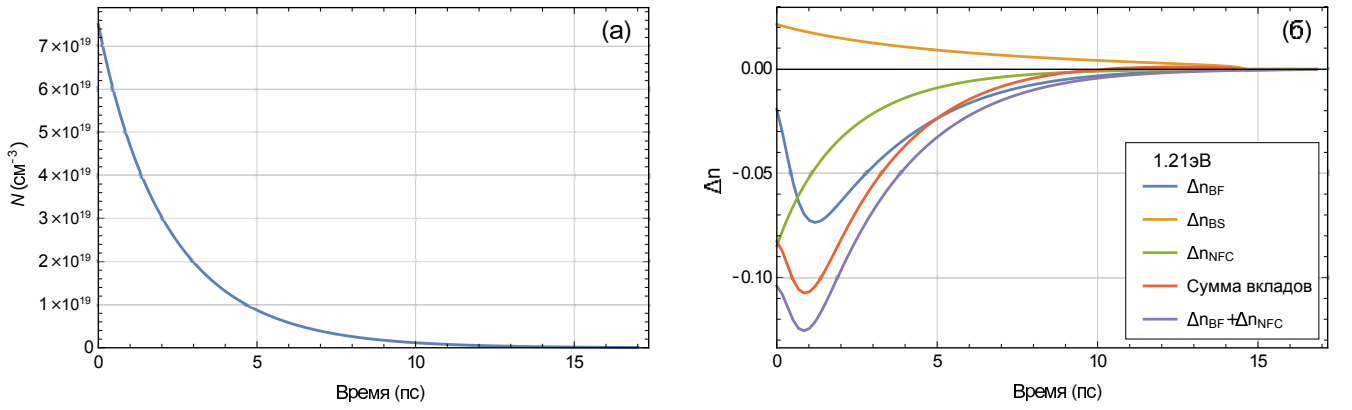 (а)
N (см⁻³)
7×10¹⁹
6×10¹⁹
5×10¹⁹
4×10¹⁹
3×10¹⁹
2×10¹⁹
1×10¹⁹
0
0 5 10 15
Время (пс)
(б)
Δn
0.00
−0.05
−0.10
0 5 10 15
Время (пс)
1.21эВ
Δn_BF
Δn_BS
Δn_NFC
Сумма вкладов
Δn_BF+Δn_NFC